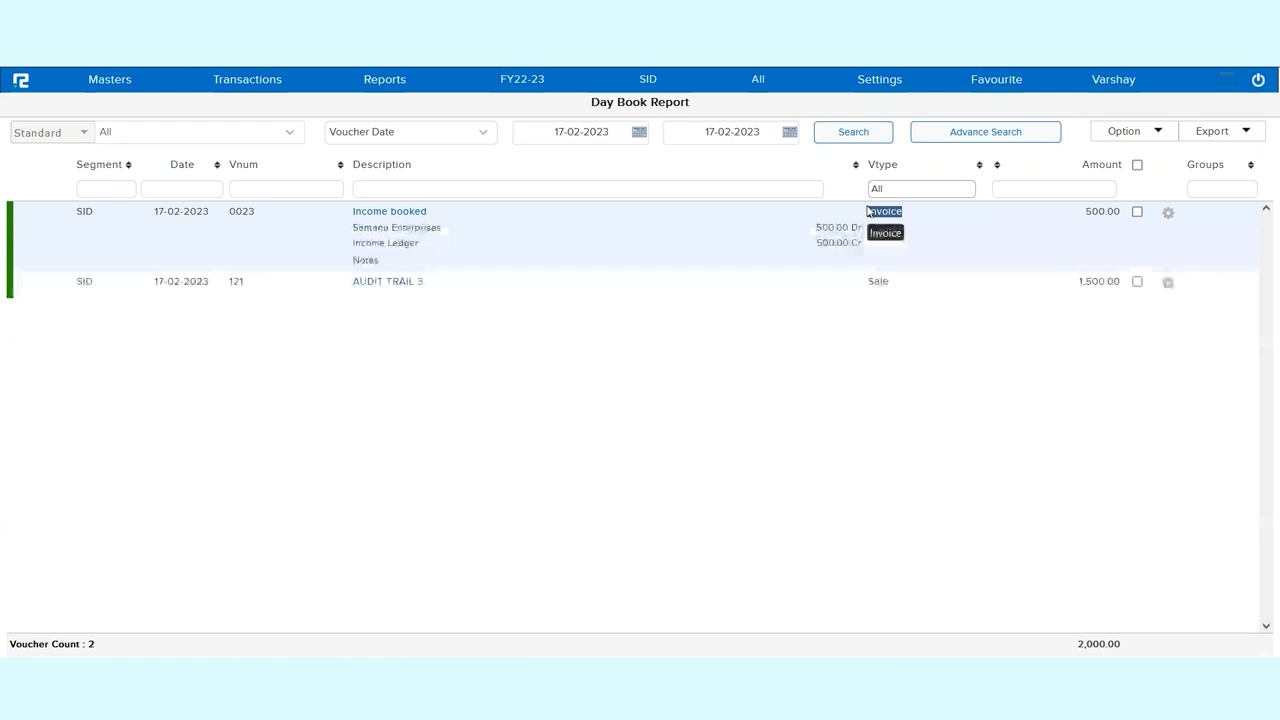 Masters Transactions Reports FY22-23 SID All Settings Favourite Varshay
Day Book Report
Standard All Voucher Date 17-02-2023 17-02-2023 Search Advance Search Option Export
Segment Date Vnum Description Vtype Amount Groups
All
SID 17-02-2023 0023 Income booked Invoice 500.00
Semanu Enterprises 500.00 Dr Invoice
Income Ledger 500.00 Cr
Notes
SID 17-02-2023 121 AUDIT TRAIL 3 Sale 1,500.00
Voucher Count : 2 2,000.00